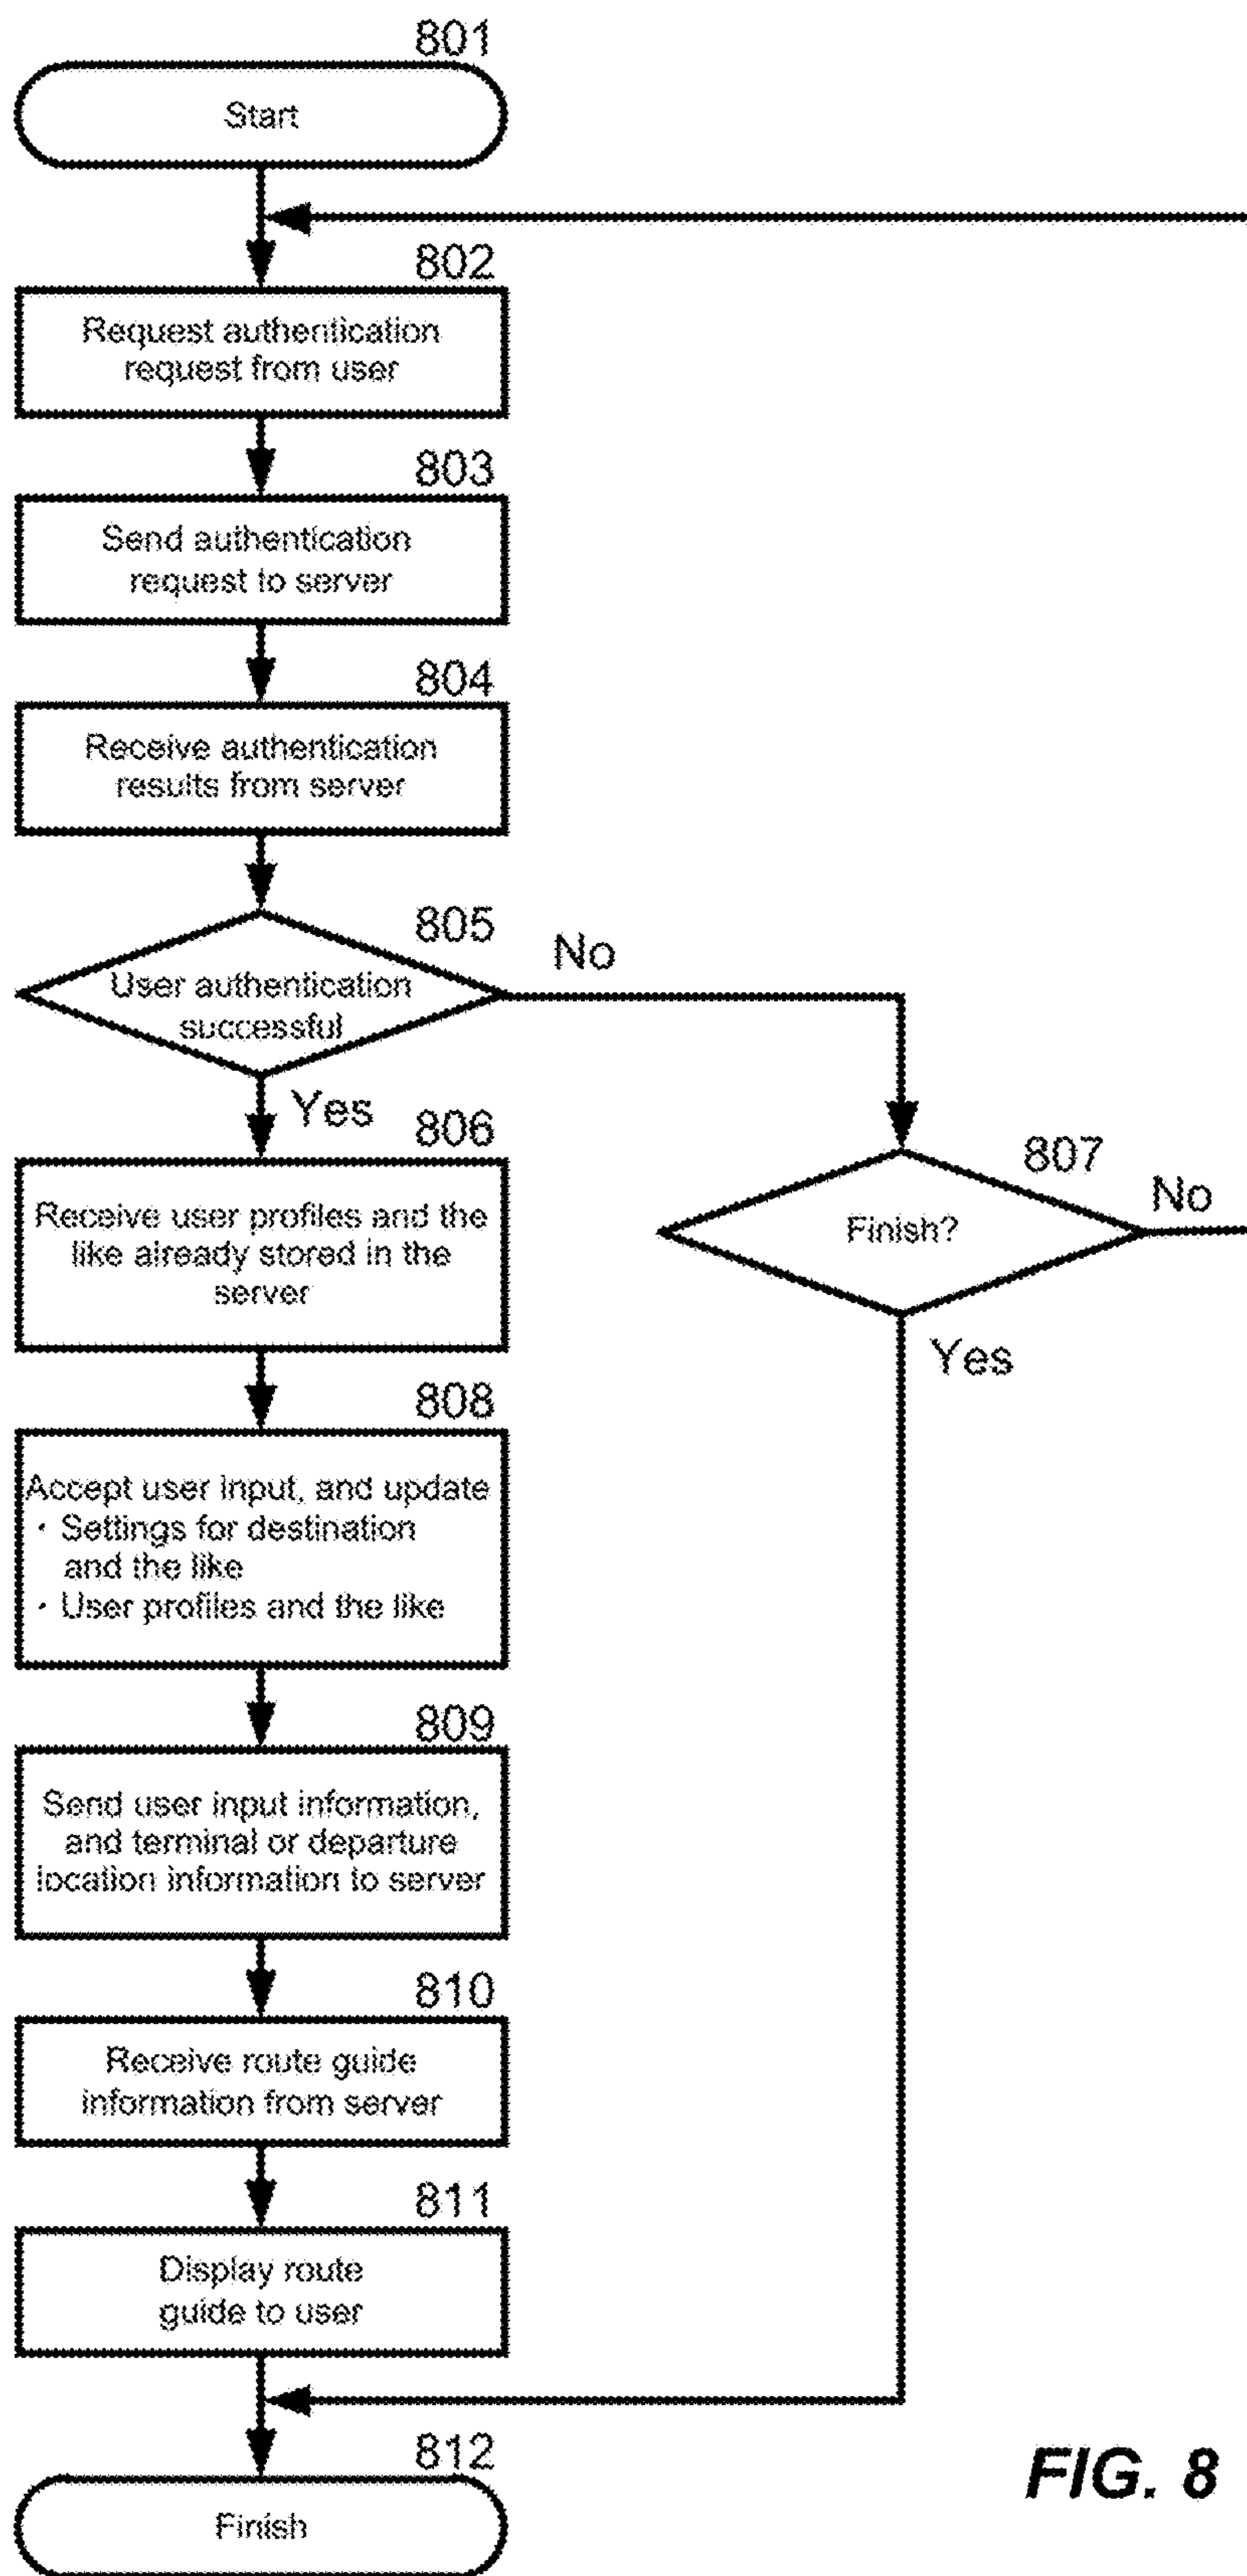 801
Start
802
Request authentication
request from user
803
Send authentication
request to server
804
Receive authentication
results from server
805
No
User authentication
successful
Yes
806
Receive user profiles and the
like already stored in the
server
807
No
Finish?
Yes
808
Accept user input, and update
· Settings for destination
and the like
· User profiles and the like
809
Send user input information,
and terminal or departure
location information to server
810
Receive route guide
information from server
811
Display route
guide to user
812
Finish
FIG. 8